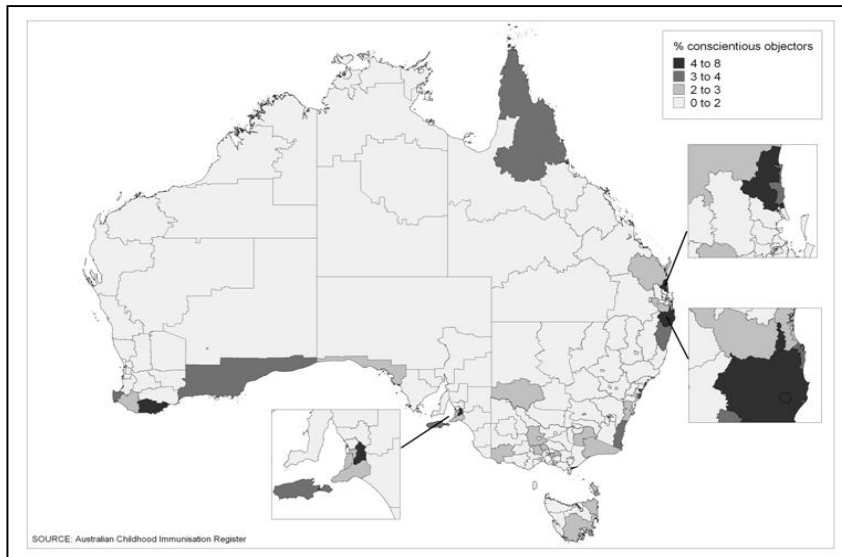 % conscientious objectors
4 to 8
3 to 4
2 to 3
0 to 2
SOURCE: Australian Childhood Immunisation Register